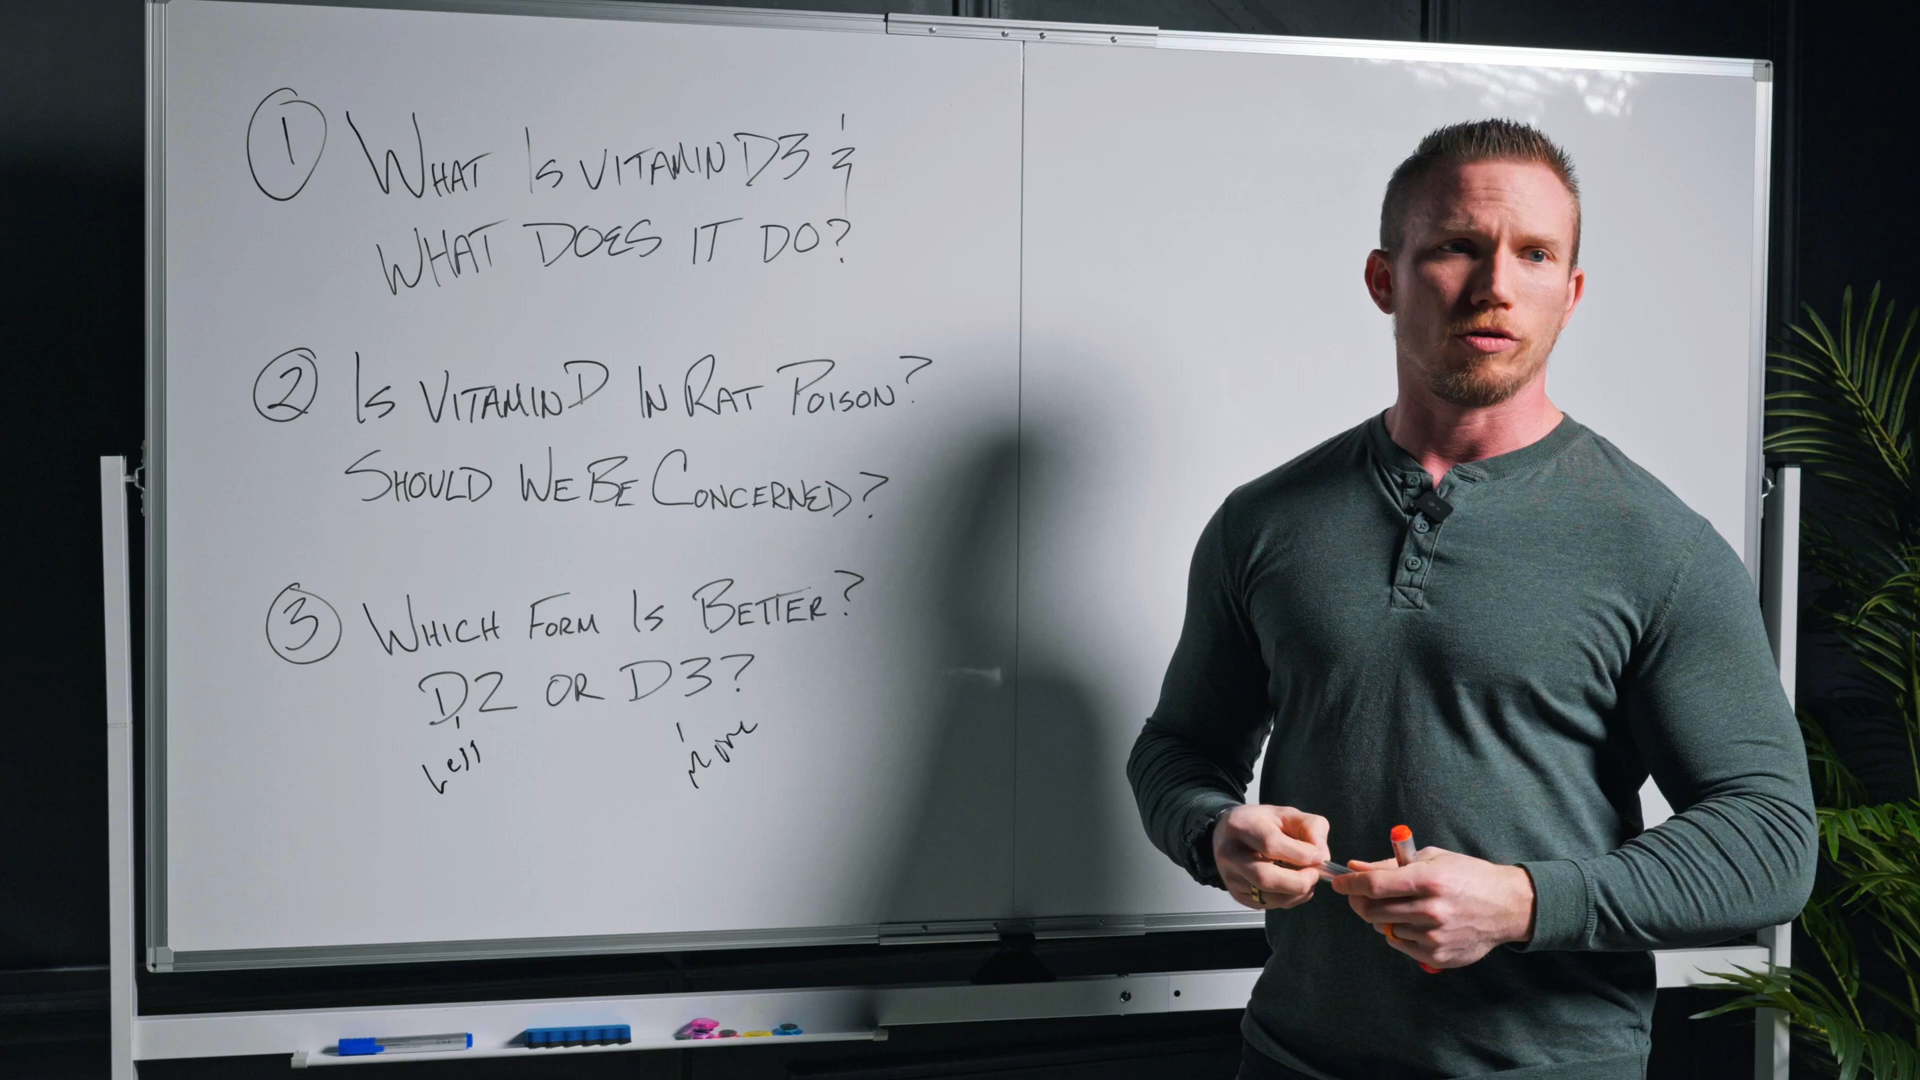 ① WHAT IS VITAMIN D3 &
WHAT DOES IT DO?
② IS VITAMIN D IN RAT POISON?
SHOULD WE BE CONCERNED?
③ WHICH FORM IS BETTER?
D2 OR D3?
Less more